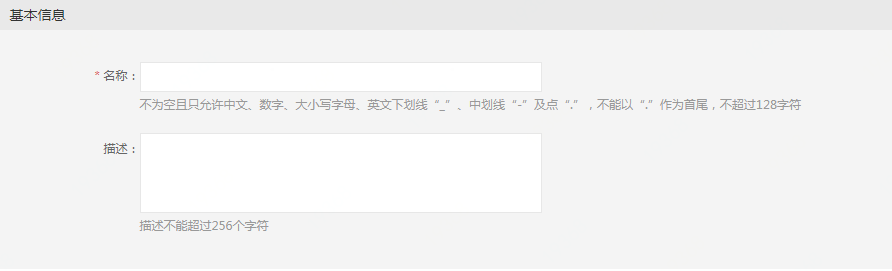 基本信息
* 名称：
不为空且只允许中文、数字、大小写字母、英文下划线“_”、中划线“-”及点“.”，不能以“.”作为首尾，不超过128字符
描述：
描述不能超过256个字符